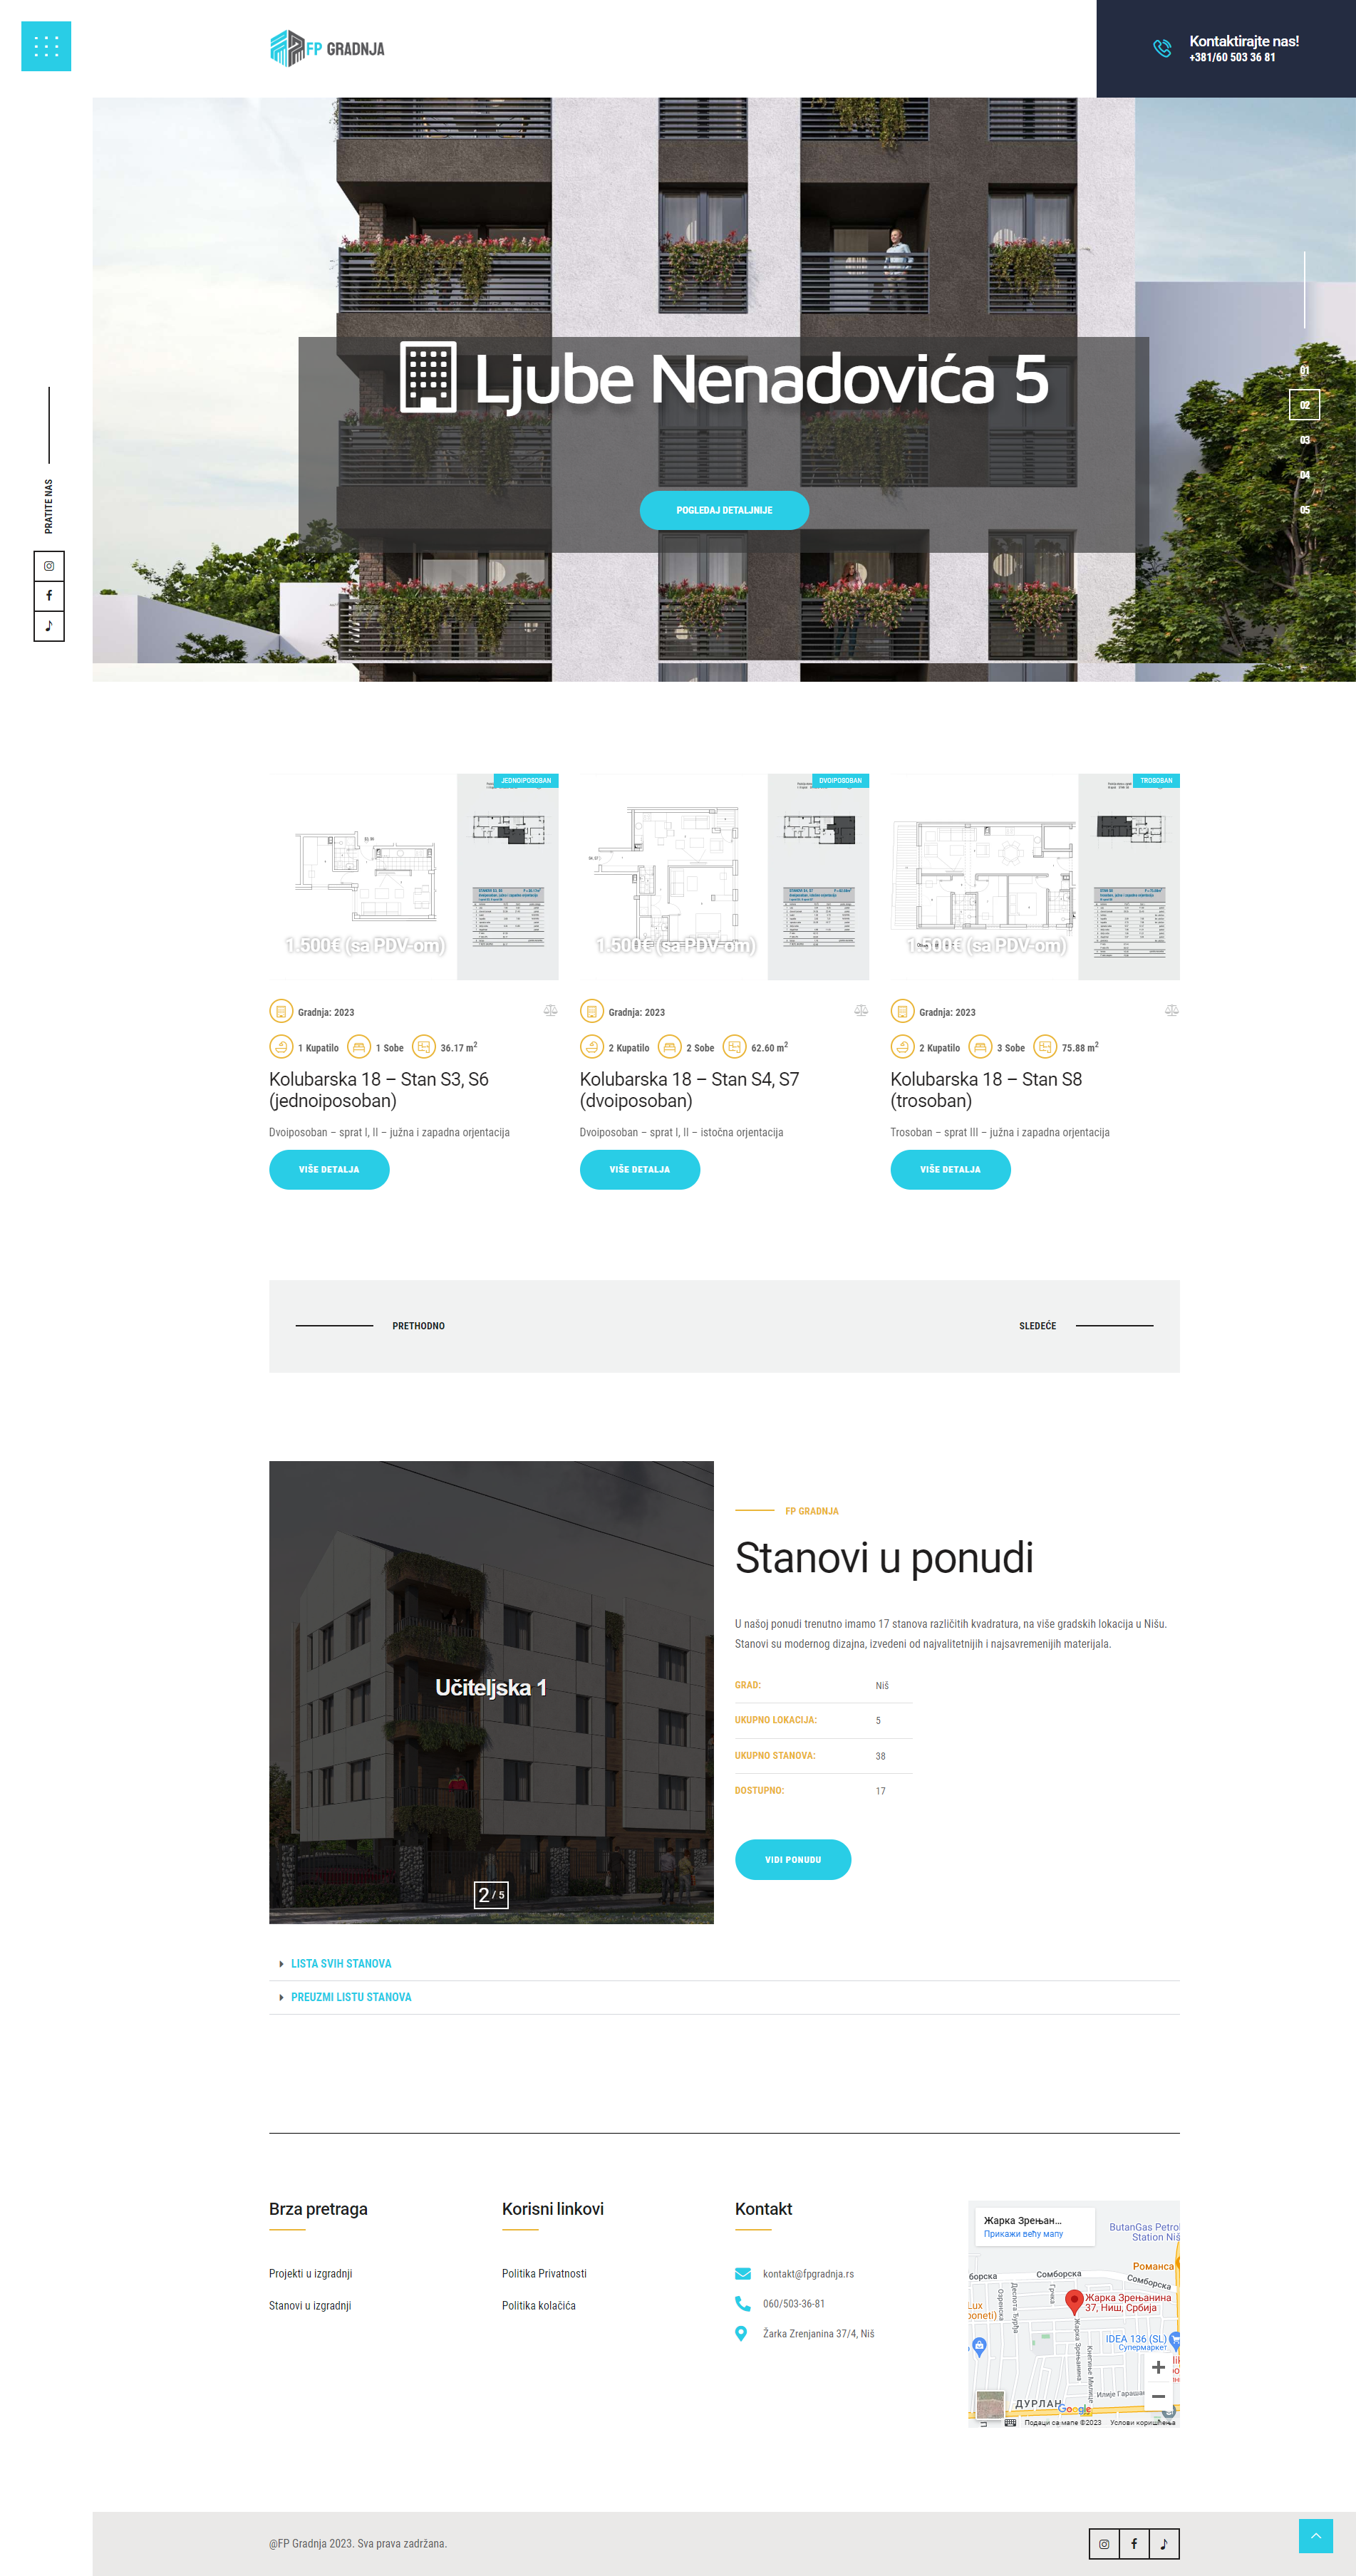 FP GRADNJA
Kontaktirajte nas!
+381/60 503 36 81
Ljube Nenadovića 5
POGLEDAJ DETALJNIJE
01
02
03
04
05
PRATITE NAS
JEDNOIPOSOBAN
1.500€ (sa PDV-om)
Gradnja: 2023
1 Kupatilo 1 Sobe 36.17 m2
Kolubarska 18 – Stan S3, S6
(jednoiposoban)
Dvoiposoban – sprat I, II – južna i zapadna orjentacija
VIŠE DETALJA
DVOIPOSOBAN
1.500€ (sa PDV-om)
Gradnja: 2023
2 Kupatilo 2 Sobe 62.60 m2
Kolubarska 18 – Stan S4, S7
(dvoiposoban)
Dvoiposoban – sprat I, II – istočna orjentacija
VIŠE DETALJA
TROSOBAN
1.500€ (sa PDV-om)
Gradnja: 2023
2 Kupatilo 3 Sobe 75.88 m2
Kolubarska 18 – Stan S8
(trosoban)
Trosoban – sprat III – južna i zapadna orjentacija
VIŠE DETALJA
PRETHODNO
SLEDEĆE
Učiteljska 1
2 / 5
FP GRADNJA
Stanovi u ponudi
U našoj ponudi trenutno imamo 17 stanova različitih kvadratura, na više gradskih lokacija u Nišu.
Stanovi su modernog dizajna, izvedeni od najvalitetnijih i najsavremenijih materijala.
GRAD: Niš
UKUPNO LOKACIJA: 5
UKUPNO STANOVA: 38
DOSTUPNO: 17
VIDI PONUDU
LISTA SVIH STANOVA
PREUZMI LISTU STANOVA
Brza pretraga
Projekti u izgradnji
Stanovi u izgradnji
Korisni linkovi
Politika Privatnosti
Politika kolačića
Kontakt
kontakt@fpgradnja.rs
060/503-36-81
Žarka Zrenjanina 37/4, Niš
Жарка Зрењан...
Прикажи већу мапу
ButanGas Petrol
Station Niš
Романса
Сомборска
Сомборска
Жарка Зрењанина
37, Ниш, Србија
IDEA 136 (SL)
Супермаркет
ДУРЛАН
Google
Подаци са мапе ©2023 Услови коришћења
@FP Gradnja 2023. Sva prava zadržana.